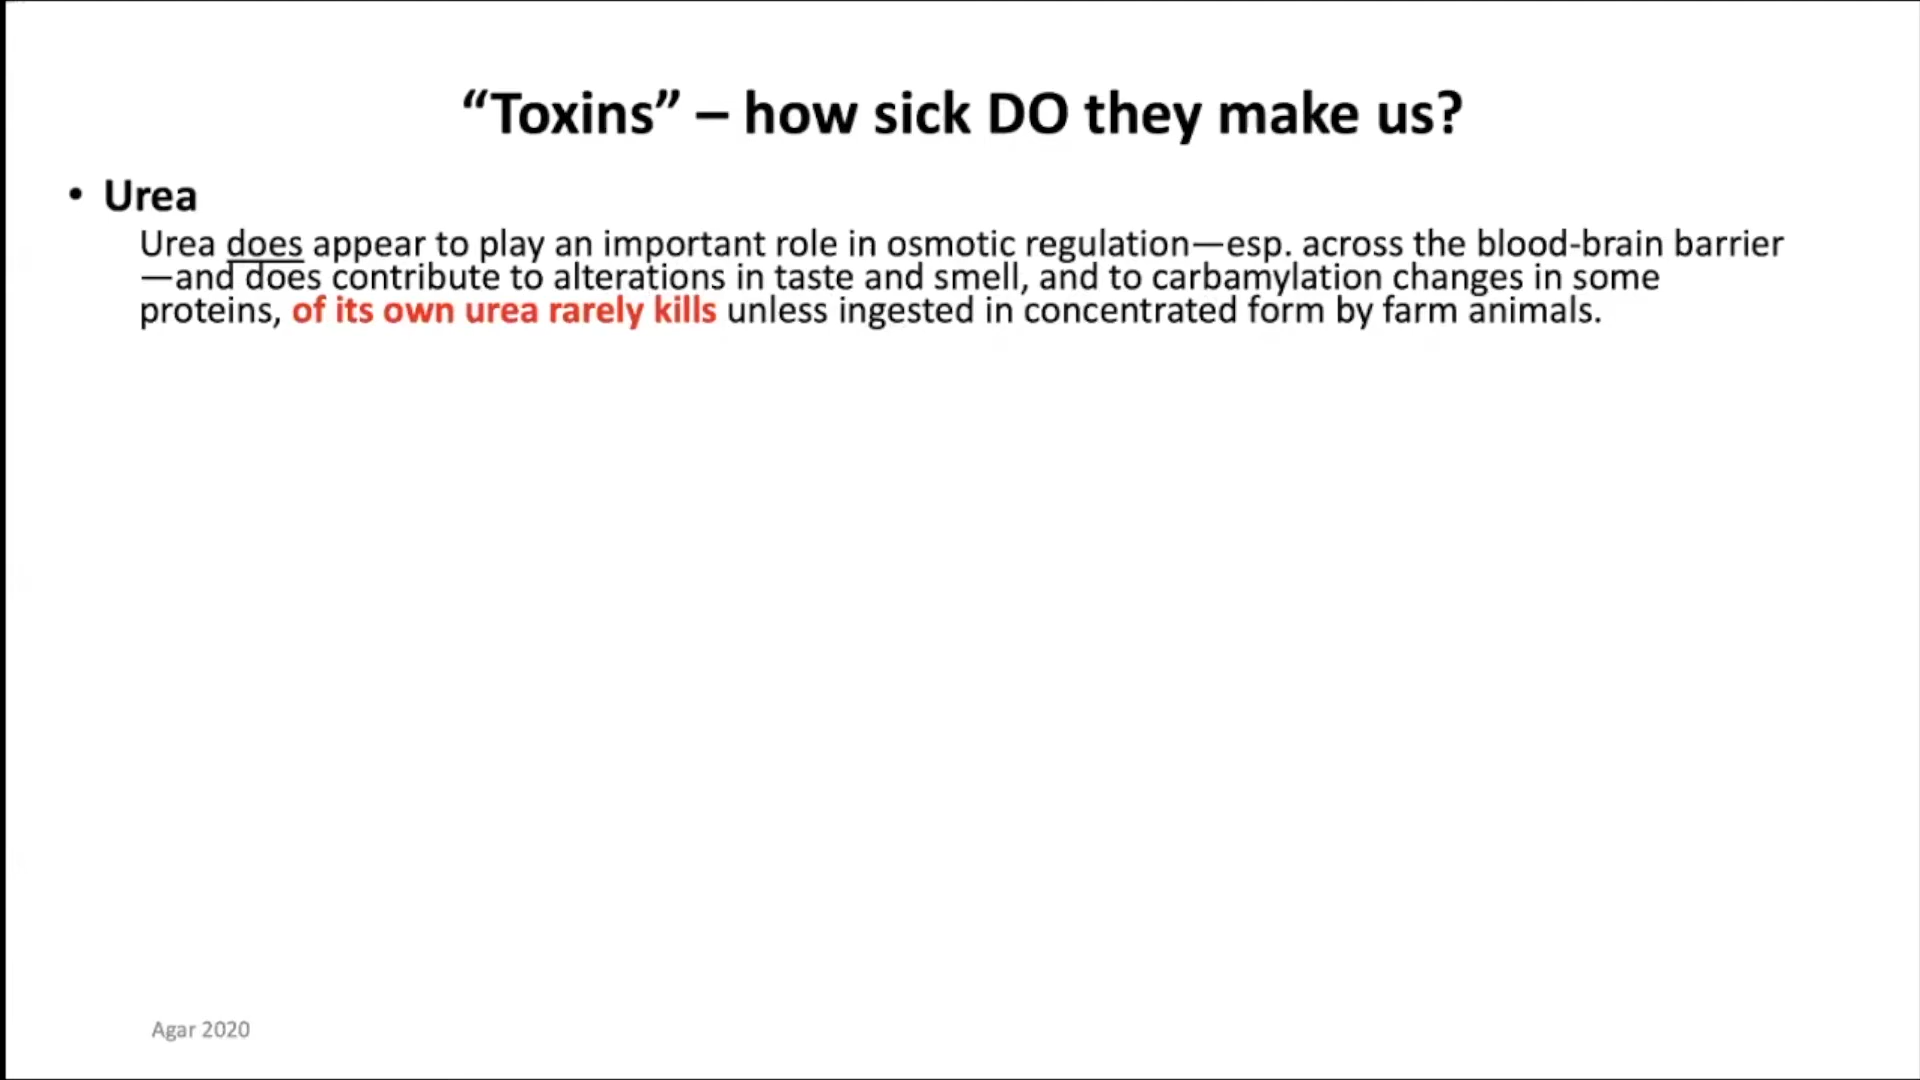 “Toxins” – how sick DO they make us?
• Urea
Urea does appear to play an important role in osmotic regulation—esp. across the blood-brain barrier
—and does contribute to alterations in taste and smell, and to carbamylation changes in some
proteins, of its own urea rarely kills unless ingested in concentrated form by farm animals.
Agar 2020